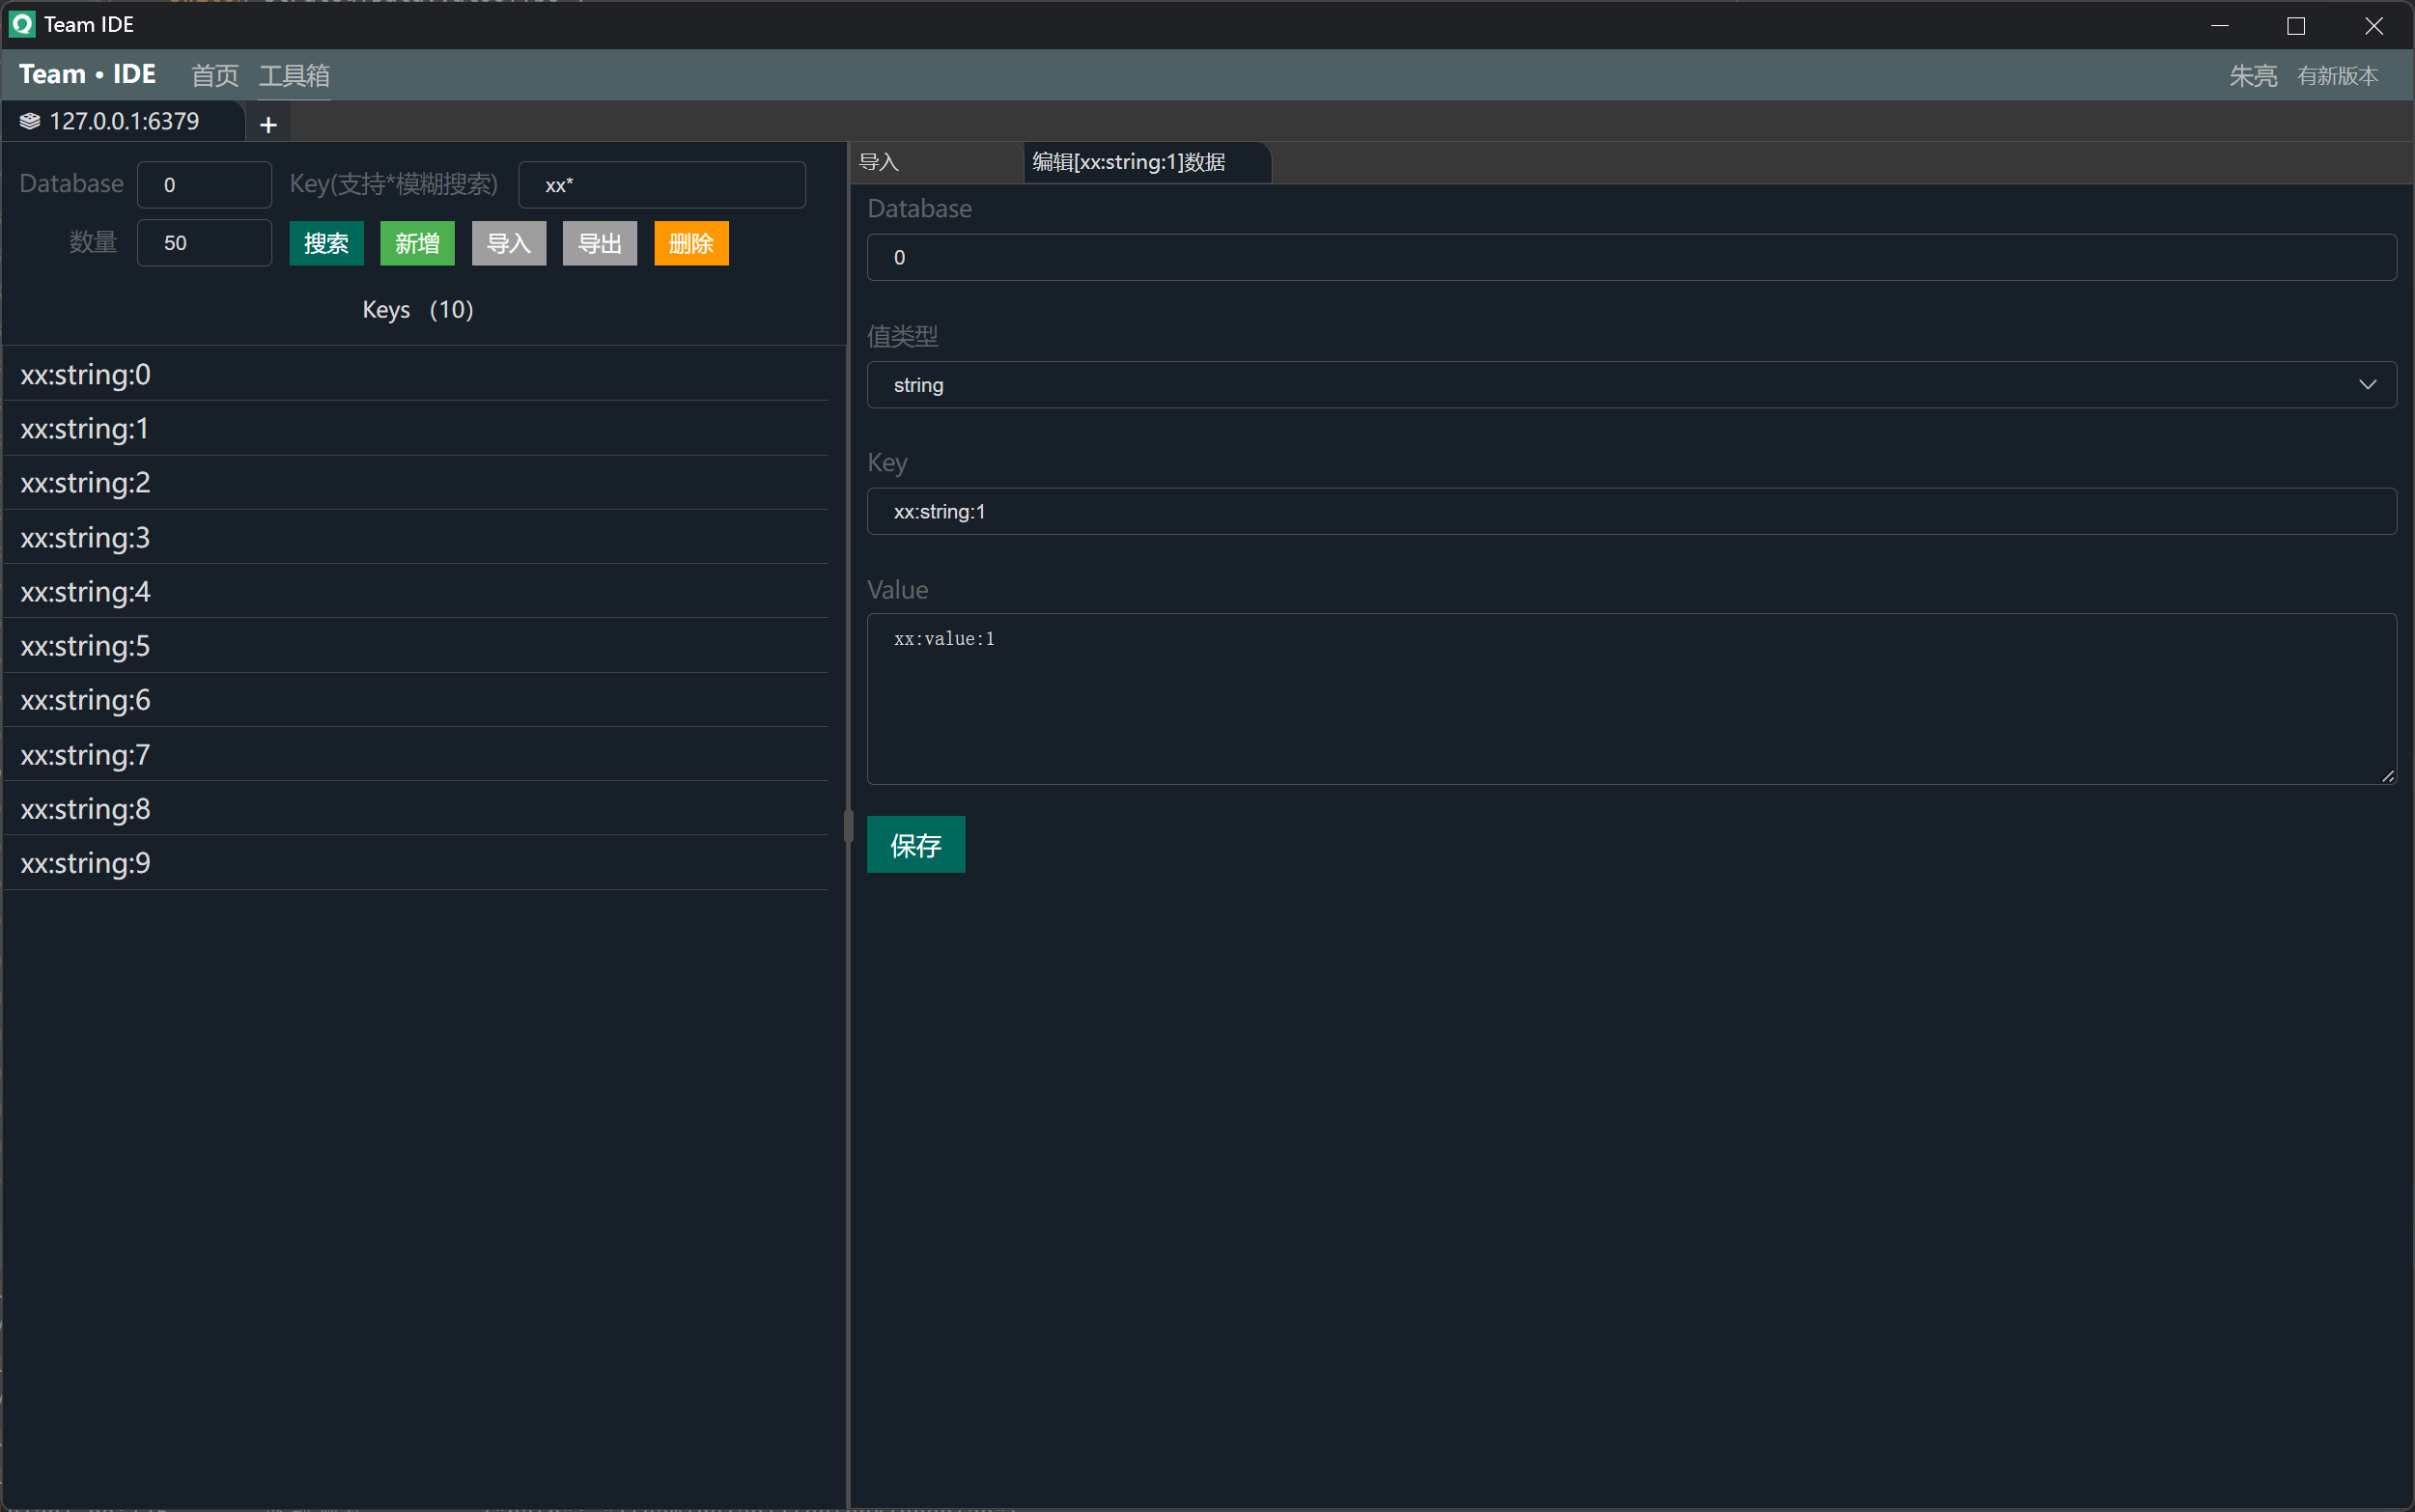 Team IDE
Team • IDE 首页 工具箱 朱亮 有新版本
127.0.0.1:6379 +
Database 0 Key(支持*模糊搜索) xx*
数量 50 搜索 新增 导入 导出 删除
Keys (10)
xx:string:0
xx:string:1
xx:string:2
xx:string:3
xx:string:4
xx:string:5
xx:string:6
xx:string:7
xx:string:8
xx:string:9
导入 编辑[xx:string:1]数据
Database
0
值类型
string
Key
xx:string:1
Value
xx:value:1
保存